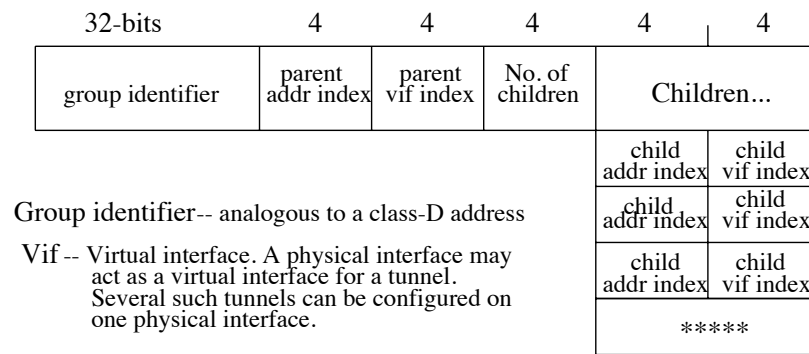 32-bits 4 4 4 4 4
group identifier
parent
addr index
parent
vif index
No. of
children
Children...
child
addr index
child
vif index
child
addr index
child
vif index
child
addr index
child
vif index
*****
Group identifier-- analogous to a class-D address
Vif -- Virtual interface. A physical interface may
act as a virtual interface for a tunnel.
Several such tunnels can be configured on
one physical interface.